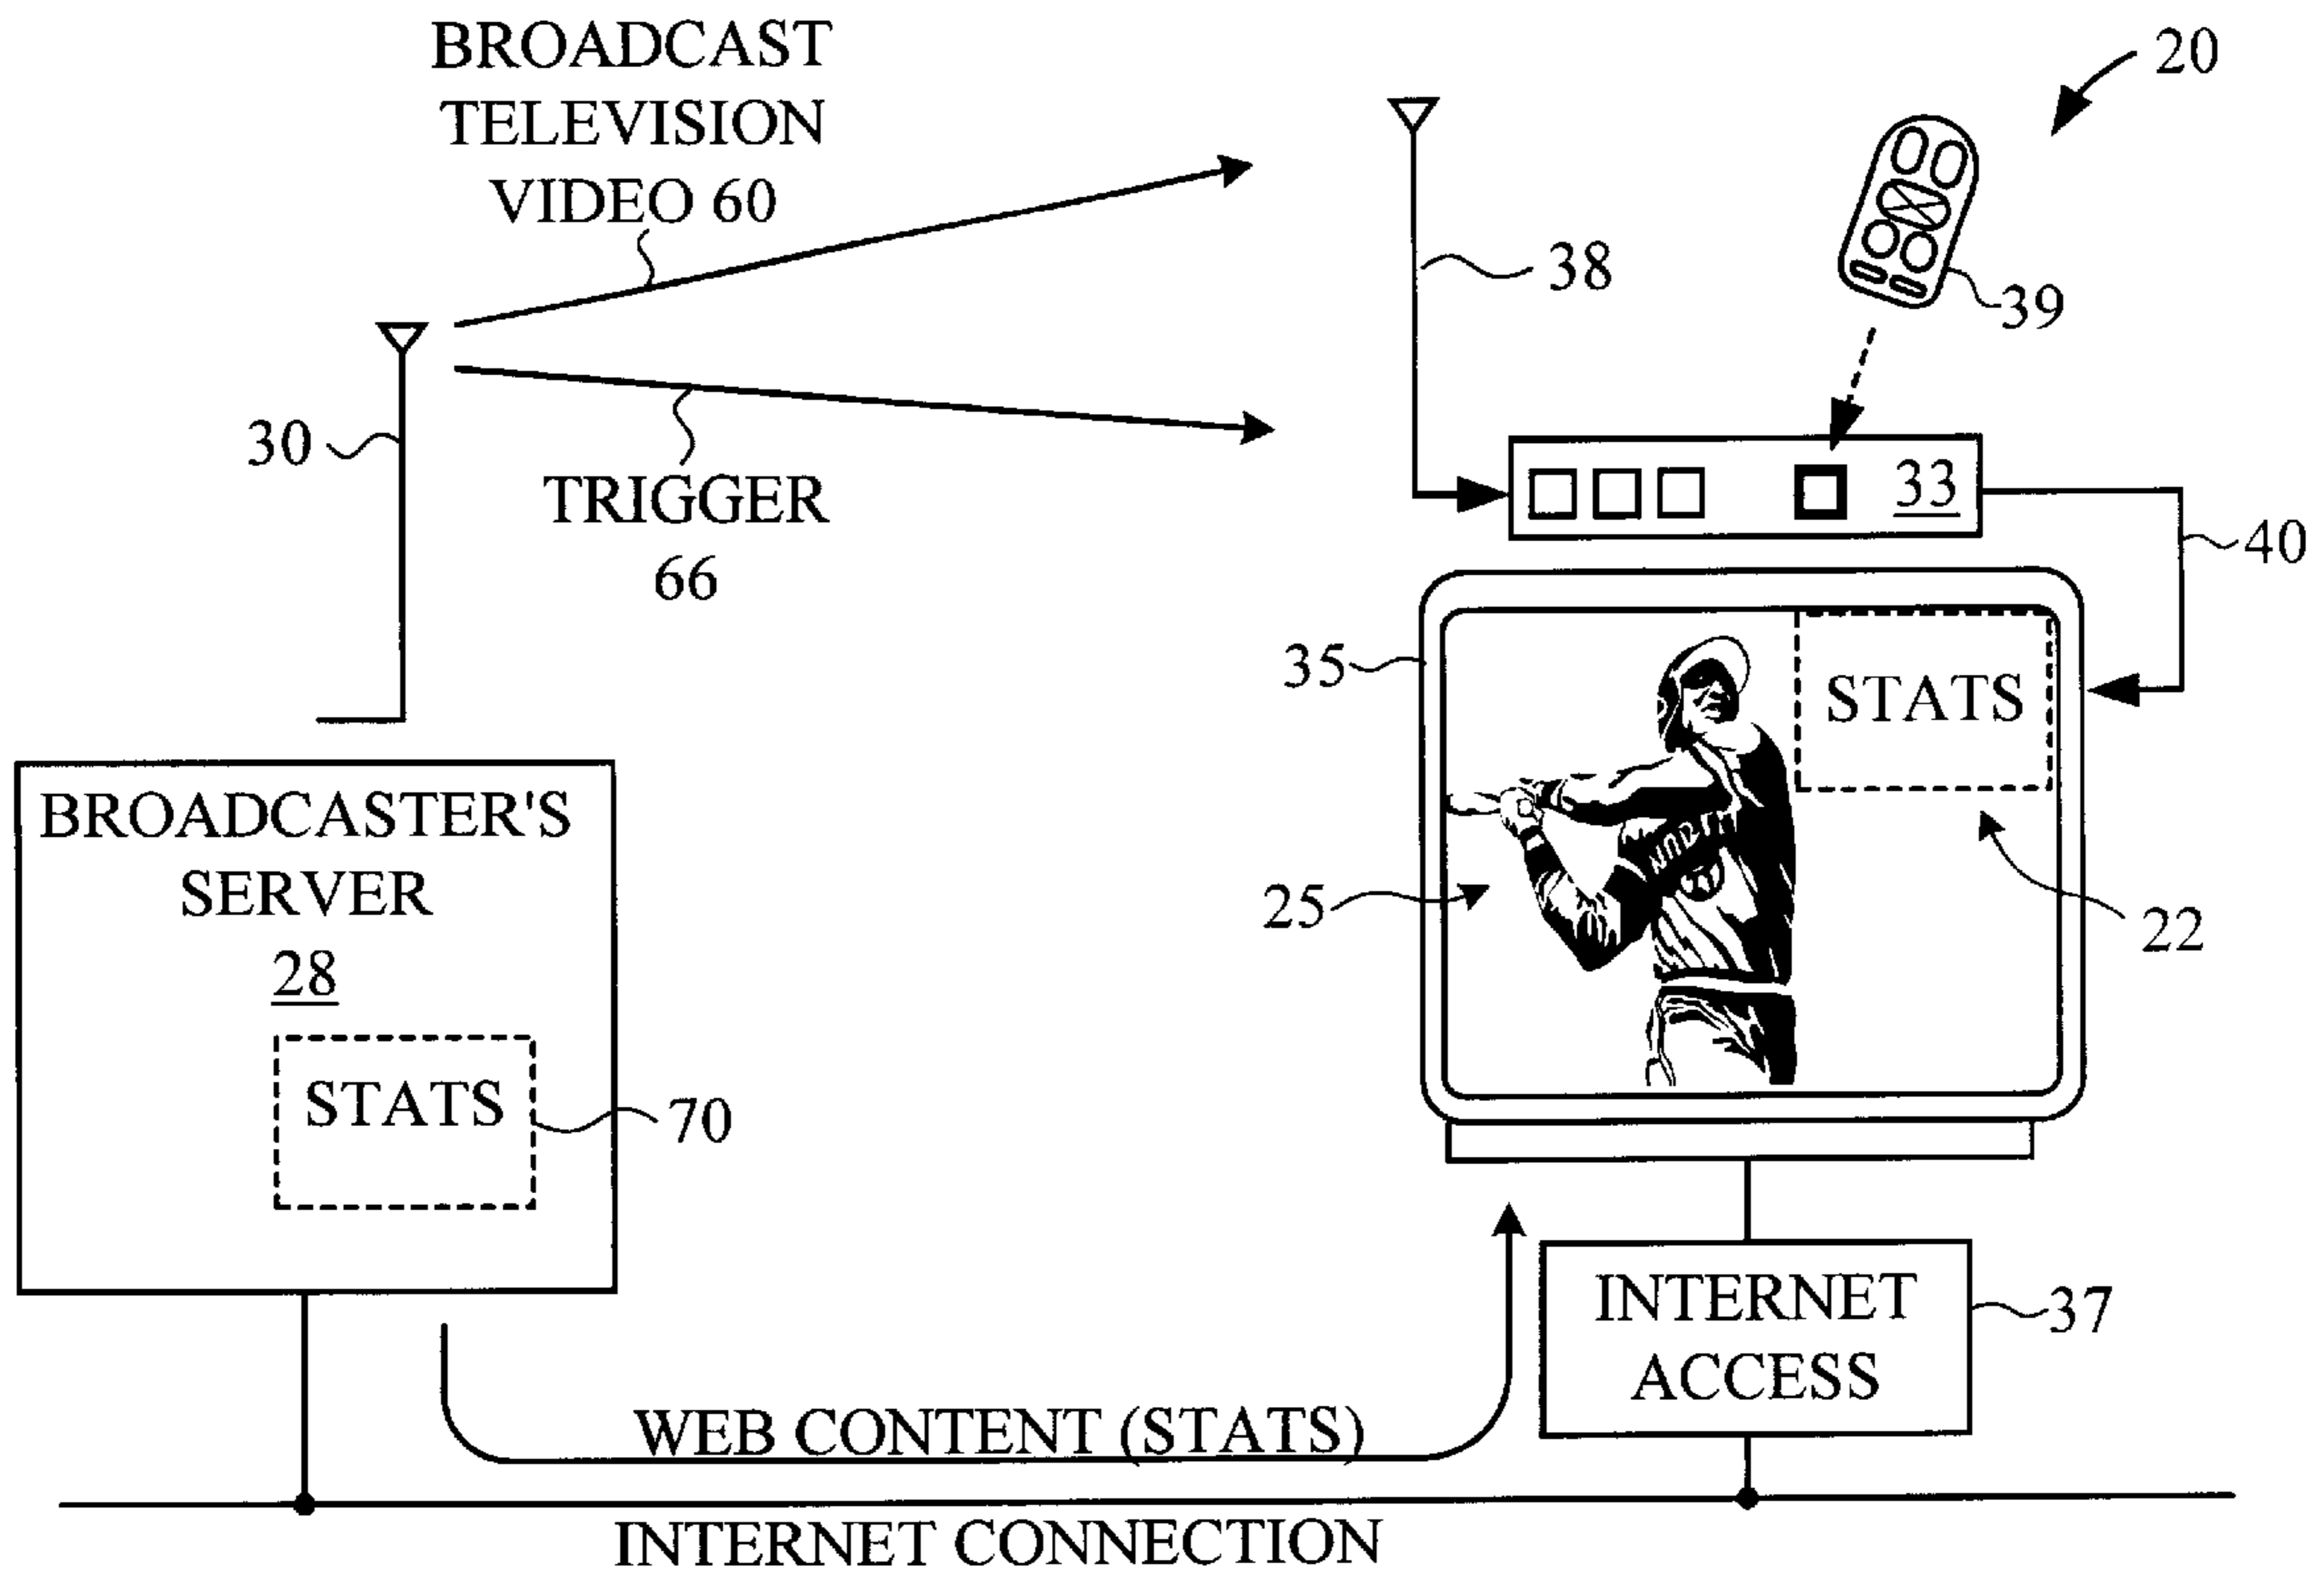 BROADCAST
TELEVISION
VIDEO 60
20
38
39
30
TRIGGER
66
33
40
35
STATS
BROADCASTER'S
SERVER
28
25
22
STATS
70
INTERNET
ACCESS
37
WEB CONTENT (STATS)
INTERNET CONNECTION